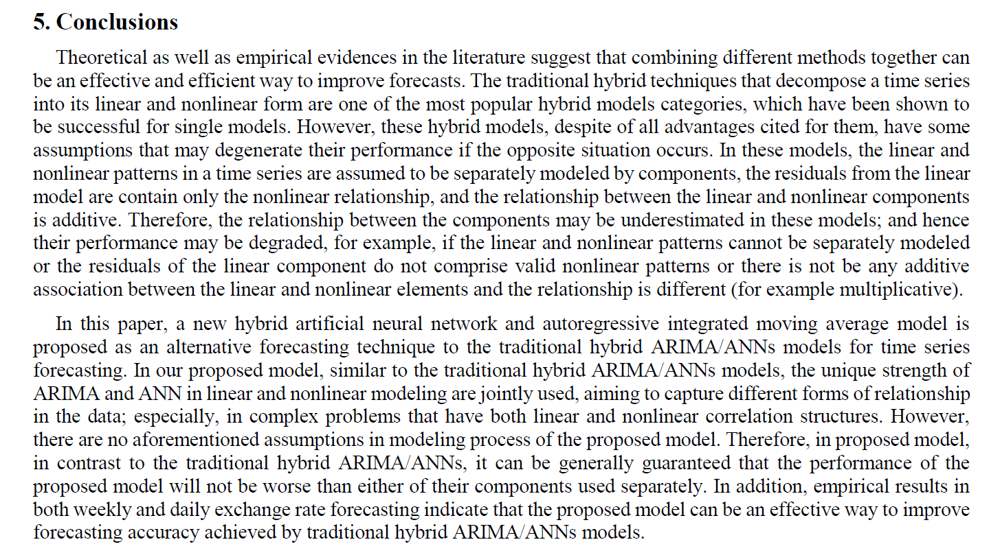 5. Conclusions
Theoretical as well as empirical evidences in the literature suggest that combining different methods together can
be an effective and efficient way to improve forecasts. The traditional hybrid techniques that decompose a time series
into its linear and nonlinear form are one of the most popular hybrid models categories, which have been shown to
be successful for single models. However, these hybrid models, despite of all advantages cited for them, have some
assumptions that may degenerate their performance if the opposite situation occurs. In these models, the linear and
nonlinear patterns in a time series are assumed to be separately modeled by components, the residuals from the linear
model are contain only the nonlinear relationship, and the relationship between the linear and nonlinear components
is additive. Therefore, the relationship between the components may be underestimated in these models; and hence
their performance may be degraded, for example, if the linear and nonlinear patterns cannot be separately modeled
or the residuals of the linear component do not comprise valid nonlinear patterns or there is not be any additive
association between the linear and nonlinear elements and the relationship is different (for example multiplicative).
In this paper, a new hybrid artificial neural network and autoregressive integrated moving average model is
proposed as an alternative forecasting technique to the traditional hybrid ARIMA/ANNs models for time series
forecasting. In our proposed model, similar to the traditional hybrid ARIMA/ANNs models, the unique strength of
ARIMA and ANN in linear and nonlinear modeling are jointly used, aiming to capture different forms of relationship
in the data; especially, in complex problems that have both linear and nonlinear correlation structures. However,
there are no aforementioned assumptions in modeling process of the proposed model. Therefore, in proposed model,
in contrast to the traditional hybrid ARIMA/ANNs, it can be generally guaranteed that the performance of the
proposed model will not be worse than either of their components used separately. In addition, empirical results in
both weekly and daily exchange rate forecasting indicate that the proposed model can be an effective way to improve
forecasting accuracy achieved by traditional hybrid ARIMA/ANNs models.